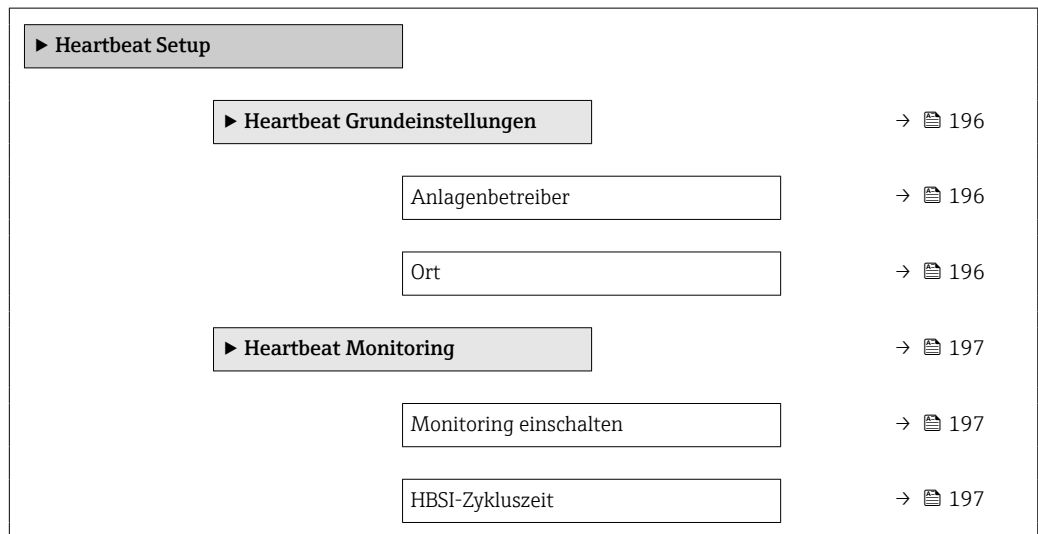 ▶ Heartbeat Setup
▶ Heartbeat Grundeinstellungen → 196
Anlagenbetreiber → 196
Ort → 196
▶ Heartbeat Monitoring → 197
Monitoring einschalten → 197
HBSI-Zykluszeit → 197